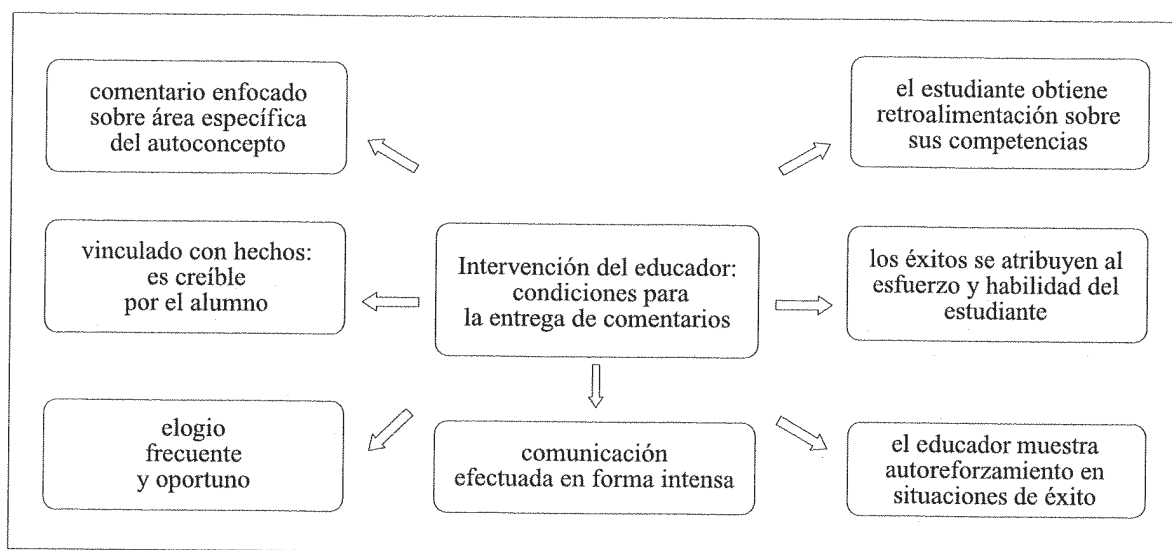 comentario enfocado
sobre área específica
del autoconcepto
el estudiante obtiene
retroalimentación sobre
sus competencias
vinculado con hechos:
es creíble
por el alumno
Intervención del educador:
condiciones para
la entrega de comentarios
los éxitos se atribuyen al
esfuerzo y habilidad del
estudiante
elogio
frecuente
y oportuno
comunicación
efectuada en forma intensa
el educador muestra
autoreforzamiento en
situaciones de éxito